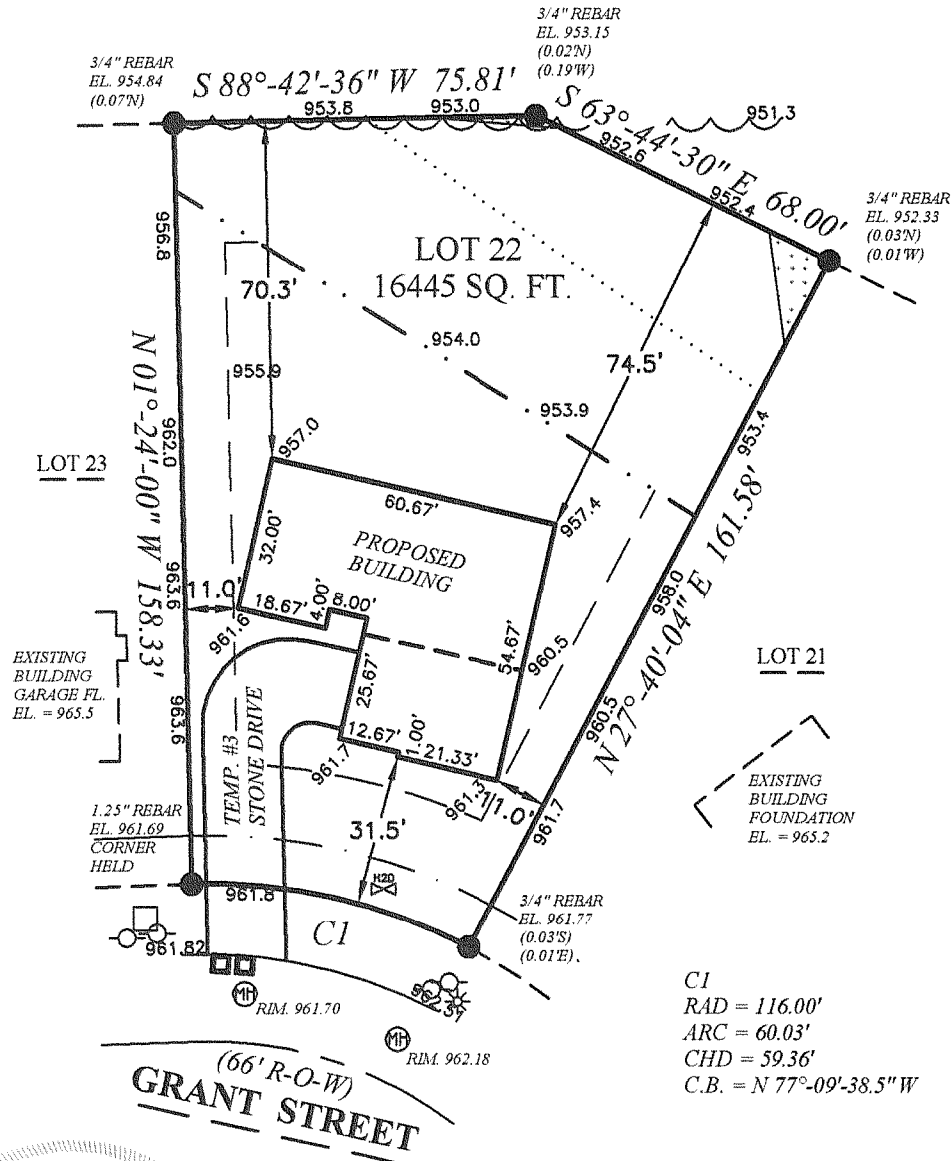 3/4" REBAR
EL. 953.15
(0.02'N)
(0.19'W)
3/4" REBAR
EL. 954.84
(0.07'N)
S 88°-42'-36" W 75.81'
953.8
953.0
S 63°-44'-30" E 68.00'
951.3
952.6
952.4
3/4" REBAR
EL. 952.33
(0.03'N)
(0.01'W)
956.8
LOT 22
16445 SQ. FT.
70.3'
954.0
74.5'
955.9
953.9
953.4
N 01°-24'-00" W 158.33'
962.0
957.0
LOT 23
60.67'
957.4
32.00'
PROPOSED
BUILDING
N 27°-40'-04" E 161.58'
958.0
963.6
11.0'
18.67'
4.00'
8.00'
961.6
54.67'
960.5
EXISTING
BUILDING
GARAGE FL.
EL. = 965.5
LOT 21
25.67'
963.6
TEMP. #3
STONE DRIVE
12.67'
1.00'
21.33'
961.7
961.3
11.0'
960.5
961.7
EXISTING
BUILDING
FOUNDATION
EL. = 965.2
1.25" REBAR
EL. 961.69
CORNER
HELD
31.5'
H2O
961.8
3/4" REBAR
EL. 961.77
(0.03'S)
(0.01'E)
C1
961.82
MH
RIM. 961.70
MH
RIM. 962.18
C1
RAD = 116.00'
ARC = 60.03'
CHD = 59.36'
C.B. = N 77°-09'-38.5" W
(66' R-O-W)
GRANT STREET